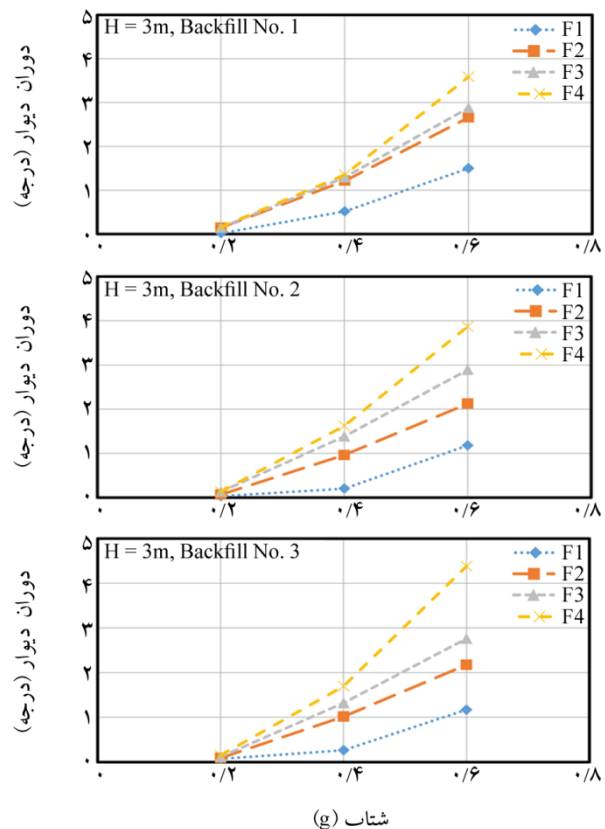 H = 3m, Backfill No. 1
F1
F2
F3
F4
دوران دیوار (درجه)
۵
۴
۳
۲
۱
۰
۰
۰/۲
۰/۴
۰/۶
۰/۸
H = 3m, Backfill No. 2
F1
F2
F3
F4
دوران دیوار (درجه)
۵
۴
۳
۲
۱
۰
۰
۰/۲
۰/۴
۰/۶
۰/۸
H = 3m, Backfill No. 3
F1
F2
F3
F4
دوران دیوار (درجه)
۵
۴
۳
۲
۱
۰
۰
۰/۲
۰/۴
۰/۶
۰/۸
شتاب (g)